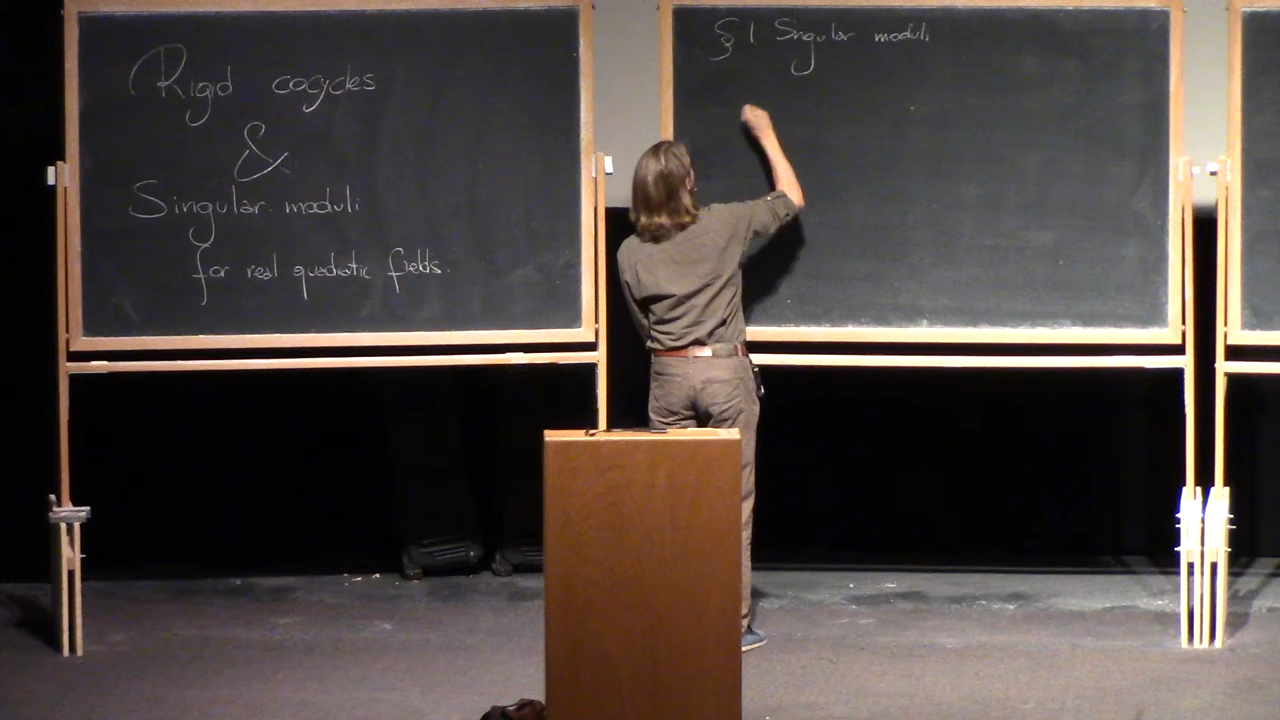 Rigid cocycles
&
Singular moduli
for real quadratic fields.
§ 1. Singular moduli